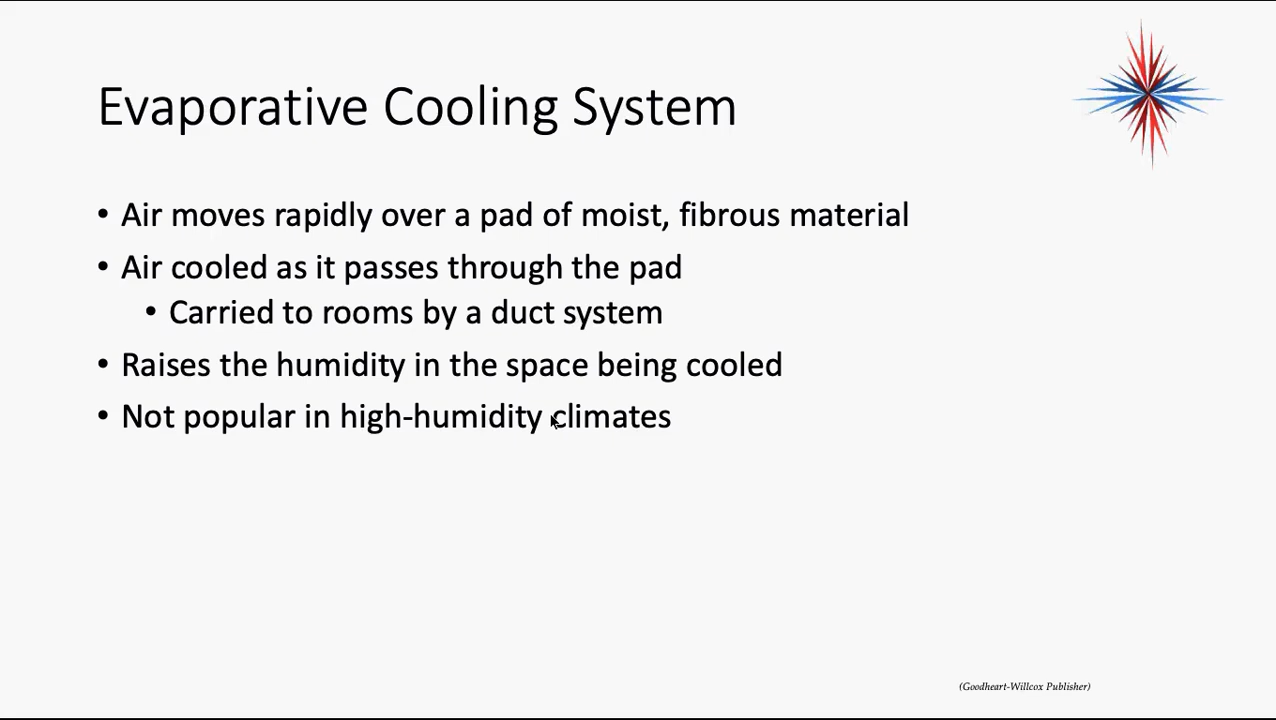 Evaporative Cooling System
• Air moves rapidly over a pad of moist, fibrous material
• Air cooled as it passes through the pad
• Carried to rooms by a duct system
• Raises the humidity in the space being cooled
• Not popular in high-humidity climates
(Goodheart-Willcox Publisher)